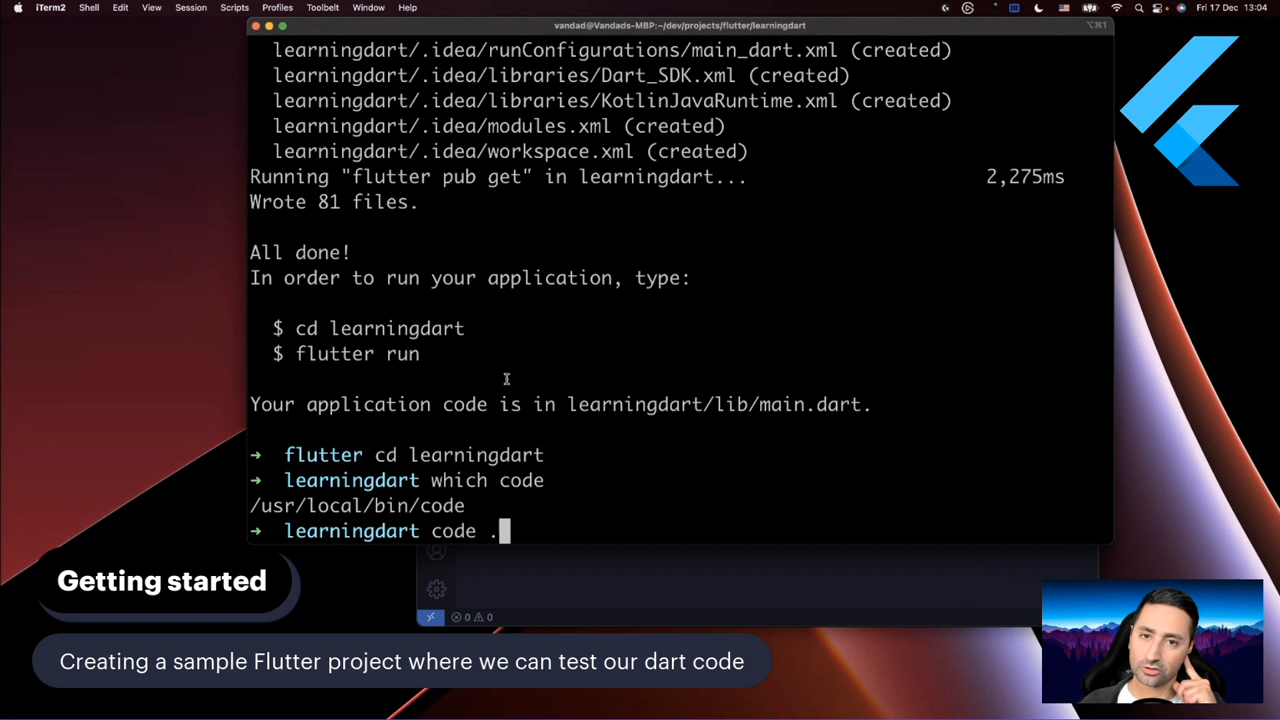 iTerm2 Shell Edit View Session Scripts Profiles Toolbelt Window Help Fri 17 Dec 13:04
vandad@Vandads-MBP:~/dev/projects/flutter/learningdart ⌥⌘1
learningdart/.idea/runConfigurations/main_dart.xml (created)
learningdart/.idea/libraries/Dart_SDK.xml (created)
learningdart/.idea/libraries/KotlinJavaRuntime.xml (created)
learningdart/.idea/modules.xml (created)
learningdart/.idea/workspace.xml (created)
Running "flutter pub get" in learningdart... 2,275ms
Wrote 81 files.
All done!
In order to run your application, type:
$ cd learningdart
$ flutter run
Your application code is in learningdart/lib/main.dart.
➜ flutter cd learningdart
➜ learningdart which code
/usr/local/bin/code
➜ learningdart code .
0 0
Getting started
Creating a sample Flutter project where we can test our dart code